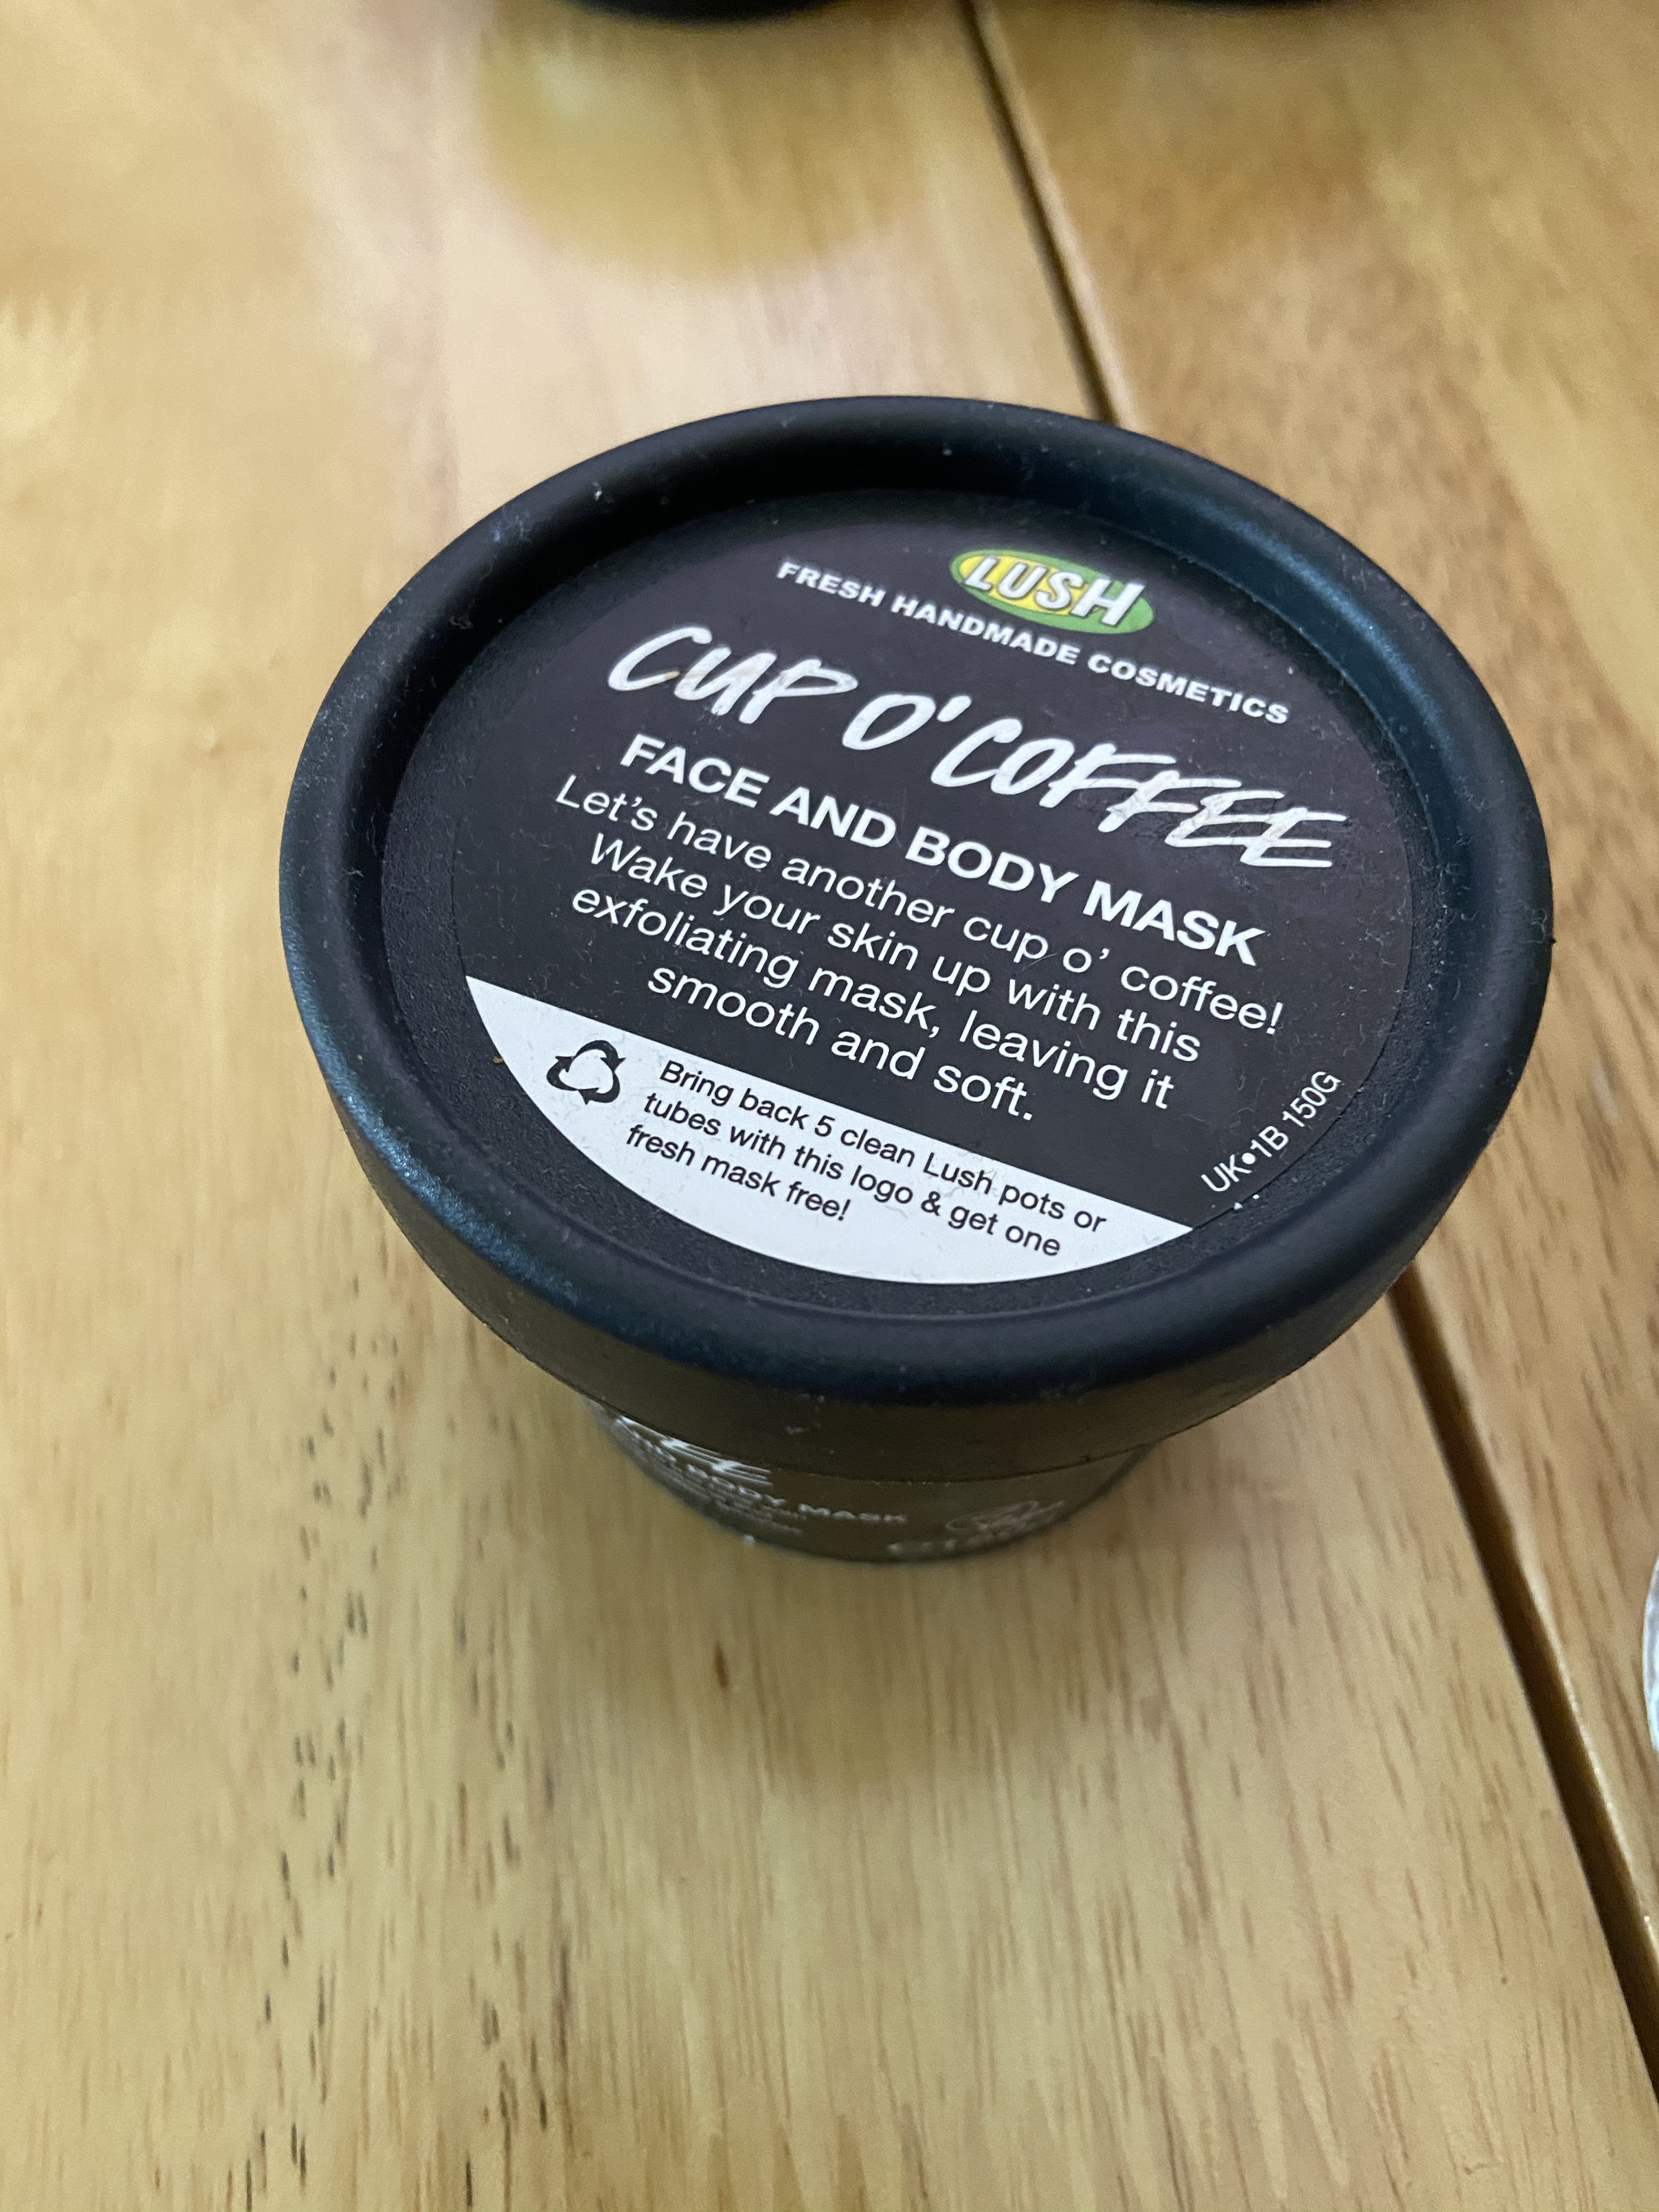 LUSH
FRESH HANDMADE COSMETICS
CUP O' COFFEE
FACE AND BODY MASK
Let's have another cup o' coffee!
Wake your skin up with this
exfoliating mask, leaving it
smooth and soft.
UK•1B 150G
Bring back 5 clean Lush pots or
tubes with this logo & get one
fresh mask free!
BODY MASK